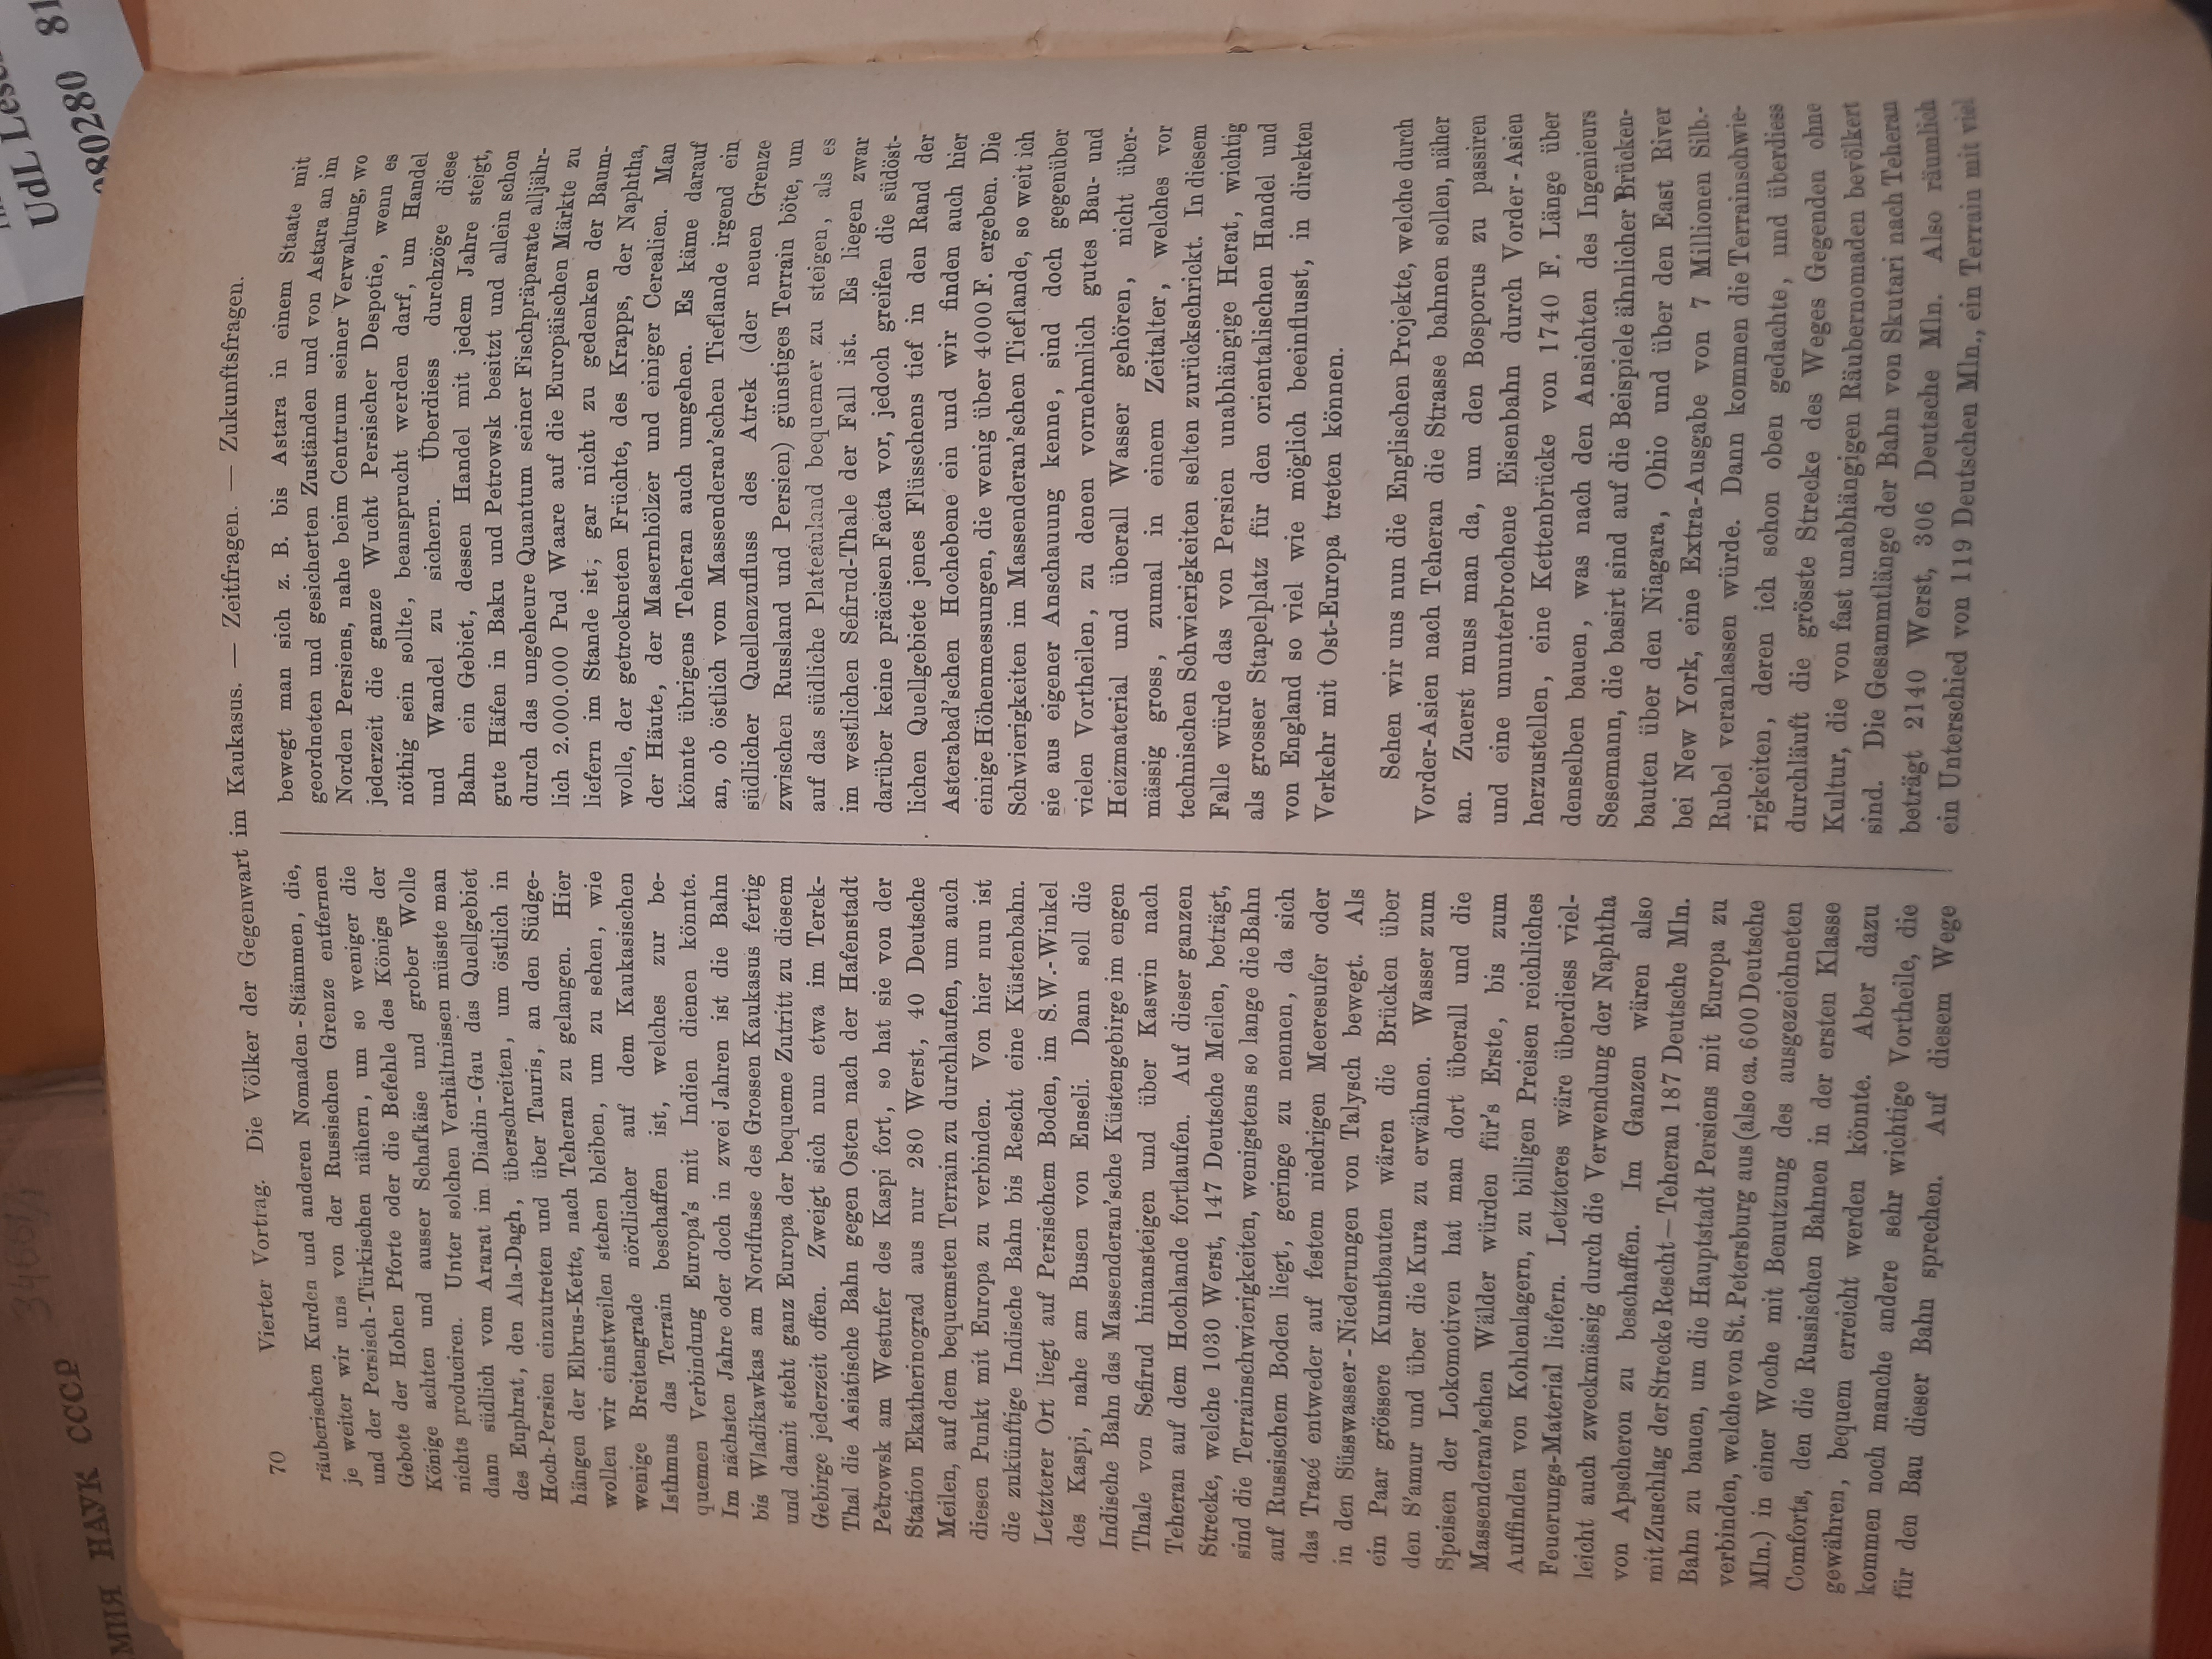 34661/1
НАУК СССР
UdL
80280 81
70 Vierter Vortrag. Die Völker der Gegenwart im Kaukasus. — Zeitfragen. — Zukunftsfragen.
räuberischen Kurden und anderen Nomaden-Stämmen, die,
je weiter wir uns von der Russischen Grenze entfernen
und der Persisch-Türkischen nähern, um so weniger die
Gebote der Hohen Pforte oder die Befehle des Königs der
Könige achten und ausser Schafkäse und grober Wolle
nichts produciren. Unter solchen Verhältnissen müsste man
dann südlich vom Ararat im Diadin-Gau das Quellgebiet
des Euphrat, den Ala-Dagh, überschreiten, um östlich in
Hoch-Persien einzutreten und über Tauris, an den Südge-
hängen der Elbrus-Kette, nach Teheran zu gelangen. Hier
wollen wir einstweilen stehen bleiben, um zu sehen, wie
wenige Breitengrade nördlicher auf dem Kaukasischen
Isthmus das Terrain beschaffen ist, welches zur be-
quemen Verbindung Europa's mit Indien dienen könnte.
Im nächsten Jahre oder doch in zwei Jahren ist die Bahn
bis Wladikawkas am Nordfusse des Grossen Kaukasus fertig
und damit steht ganz Europa der bequeme Zutritt zu diesem
Gebirge jederzeit offen. Zweigt sich nun etwa im Terek-
Thal die Asiatische Bahn gegen Osten nach der Hafenstadt
Petrowsk am Westufer des Kaspi fort, so hat sie von der
Station Ekatherinograd aus nur 280 Werst, 40 Deutsche
Meilen, auf dem bequemsten Terrain zu durchlaufen, um auch
diesen Punkt mit Europa zu verbinden. Von hier nun ist
die zukünftige Indische Bahn bis Rescht eine Küstenbahn.
Letzterer Ort liegt auf Persischem Boden, im S.W.-Winkel
des Kaspi, nahe am Busen von Enseli. Dann soll die
Indische Bahn das Massenderan'sche Küstengebirge im engen
Thale von Sefirud hinansteigen und über Kaswin nach
Teheran auf dem Hochlande fortlaufen. Auf dieser ganzen
Strecke, welche 1030 Werst, 147 Deutsche Meilen, beträgt,
sind die Terrainschwierigkeiten, wenigstens so lange die Bahn
auf Russischem Boden liegt, geringe zu nennen, da sich
das Tracé entweder auf festem niedrigen Meeresufer oder
in den Süsswasser-Niederungen von Talysch bewegt. Als
ein Paar grössere Kunstbauten wären die Brücken über
den S'amur und über die Kura zu erwähnen. Wasser zum
Speisen der Lokomotiven hat man dort überall und die
Massenderan'schen Wälder würden für's Erste, bis zum
Auffinden von Kohlenlagern, zu billigen Preisen reichliches
Feuerungs-Material liefern. Letzteres wäre überdiess viel-
leicht auch zweckmässig durch die Verwendung der Naphtha
von Apscheron zu beschaffen. Im Ganzen wären also
mit Zuschlag der Strecke Rescht—Teheran 187 Deutsche Mln.
Bahn zu bauen, um die Hauptstadt Persiens mit Europa zu
verbinden, welche von St. Petersburg aus (also ca. 600 Deutsche
Mln.) in einer Woche mit Benutzung des ausgezeichneten
Comforts, den die Russischen Bahnen in der ersten Klasse
gewähren, bequem erreicht werden könnte. Aber dazu
kommen noch manche andere sehr wichtige Vortheile, die
für den Bau dieser Bahn sprechen. Auf diesem Wege
bewegt man sich z. B. bis Astara in einem Staate mit
geordneten und gesicherten Zuständen und von Astara an im
Norden Persiens, nahe beim Centrum seiner Verwaltung, wo
jederzeit die ganze Wucht Persischer Despotie, wenn es
nöthig sein sollte, beansprucht werden darf, um Handel
und Wandel zu sichern. Überdiess durchzöge diese
Bahn ein Gebiet, dessen Handel mit jedem Jahre steigt,
gute Häfen in Baku und Petrowsk besitzt und allein schon
durch das ungeheure Quantum seiner Fischpräparate alljähr-
lich 2.000.000 Pud Waare auf die Europäischen Märkte zu
liefern im Stande ist; gar nicht zu gedenken der Baum-
wolle, der getrockneten Früchte, des Krapps, der Naphtha,
der Häute, der Masernhölzer und einiger Cerealien. Man
könnte übrigens Teheran auch umgehen. Es käme darauf
an, ob östlich vom Massenderan'schen Tieflande irgend ein
südlicher Quellenzufluss des Atrek (der neuen Grenze
zwischen Russland und Persien) günstiges Terrain böte, um
auf das südliche Plateauland bequemer zu steigen, als es
im westlichen Sefirud-Thale der Fall ist. Es liegen zwar
darüber keine präcisen Facta vor, jedoch greifen die südöst-
lichen Quellgebiete jenes Flüsschens tief in den Rand der
Asterabad'schen Hochebene ein und wir finden auch hier
einige Höhenmessungen, die wenig über 4000 F. ergeben. Die
Schwierigkeiten im Massenderan'schen Tieflande, so weit ich
sie aus eigener Anschauung kenne, sind doch gegenüber
vielen Vortheilen, zu denen vornehmlich gutes Bau- und
Heizmaterial und überall Wasser gehören, nicht über-
mässig gross, zumal in einem Zeitalter, welches vor
technischen Schwierigkeiten selten zurückschrickt. In diesem
Falle würde das von Persien unabhängige Herat, wichtig
als grosser Stapelplatz für den orientalischen Handel und
von England so viel wie möglich beeinflusst, in direkten
Verkehr mit Ost-Europa treten können.
Sehen wir uns nun die Englischen Projekte, welche durch
Vorder-Asien nach Teheran die Strasse bahnen sollen, näher
an. Zuerst muss man da, um den Bosporus zu passiren
und eine ununterbrochene Eisenbahn durch Vorder-Asien
herzustellen, eine Kettenbrücke von 1740 F. Länge über
denselben bauen, was nach den Ansichten des Ingenieurs
Sesemann, die basirt sind auf die Beispiele ähnlicher Brücken-
bauten über den Niagara, Ohio und über den East River
bei New York, eine Extra-Ausgabe von 7 Millionen Silb.-
Rubel veranlassen würde. Dann kommen die Terrainschwie-
rigkeiten, deren ich schon oben gedachte, und überdiess
durchläuft die grösste Strecke des Weges Gegenden ohne
Kultur, die von fast unabhängigen Räubernomaden bevölkert
sind. Die Gesammtlänge der Bahn von Skutari nach Teheran
beträgt 2140 Werst, 306 Deutsche Mln. Also räumlich
ein Unterschied von 119 Deutschen Mln., ein Terrain mit viel